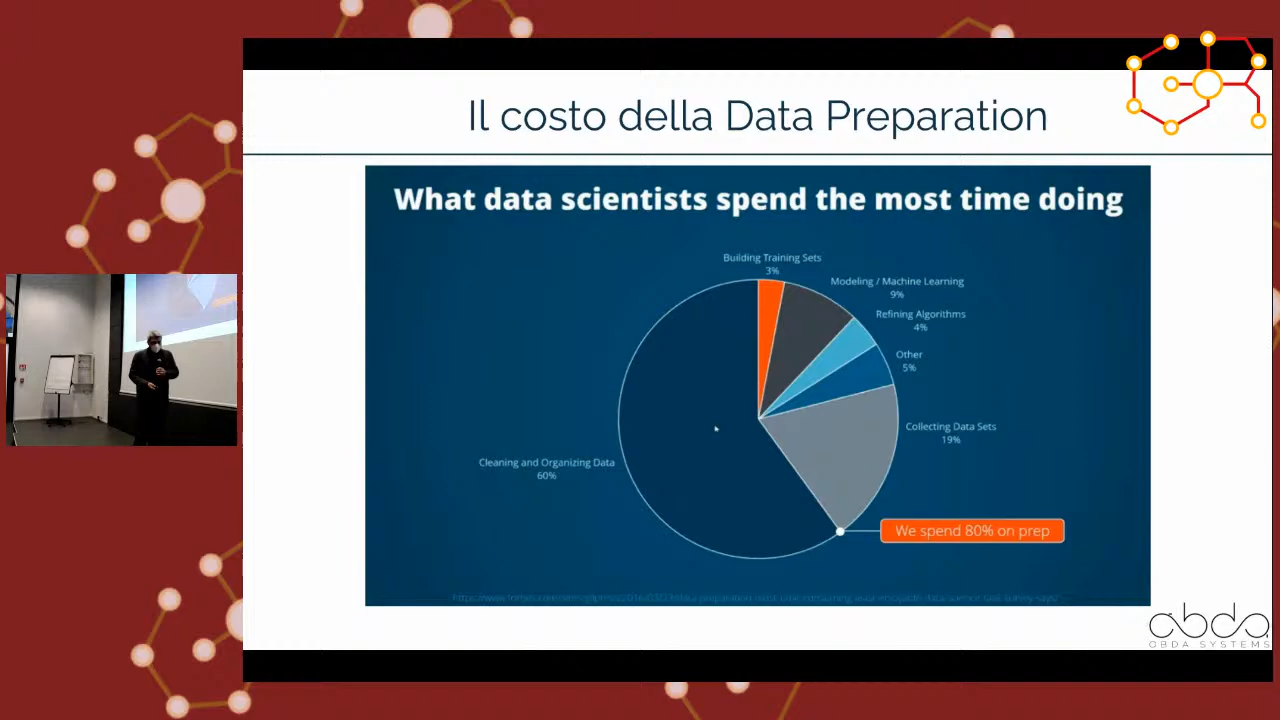 Il costo della Data Preparation
What data scientists spend the most time doing
Building Training Sets
3%
Modeling / Machine Learning
9%
Refining Algorithms
4%
Other
5%
Collecting Data Sets
19%
Cleaning and Organizing Data
60%
We spend 80% on prep
obda
OBDA SYSTEMS